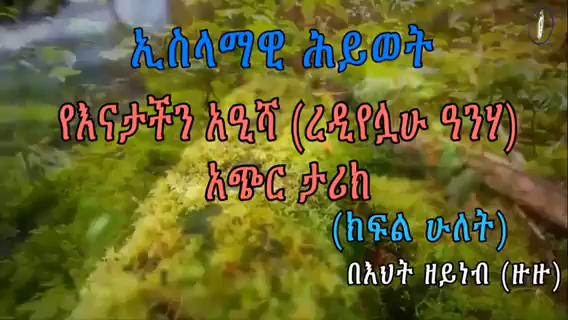 ኢስላማዊ ሕይወት
የእናታችን አዒሻ (ረዲየሏሁ ዓንሃ)
አጭር ታሪክ
(ክፍል ሁለት)
በእህት ዘይነብ (ዙዙ)